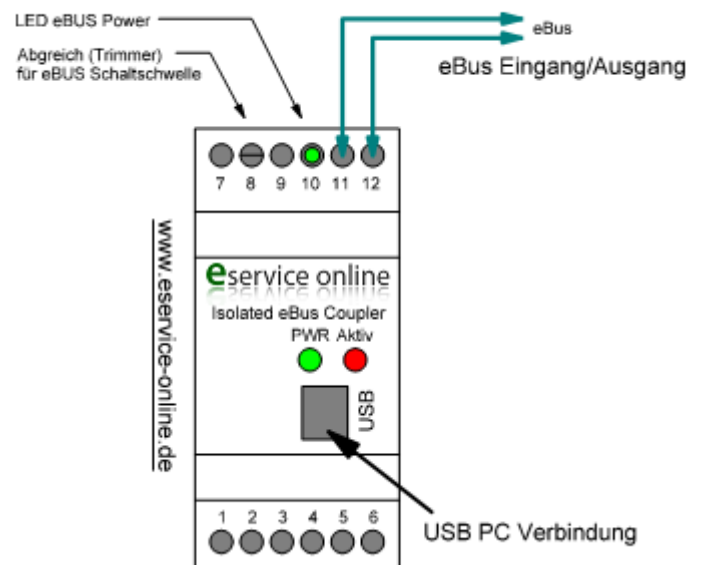 LED eBUS Power
Abgreich (Trimmer)
für eBUS Schaltschwelle
eBus
eBus Eingang/Ausgang
7 8 9 10 11 12
www.eservice-online.de
eservice online
Isolated eBus Coupler
PWR Aktiv
USB
1 2 3 4 5 6
USB PC Verbindung